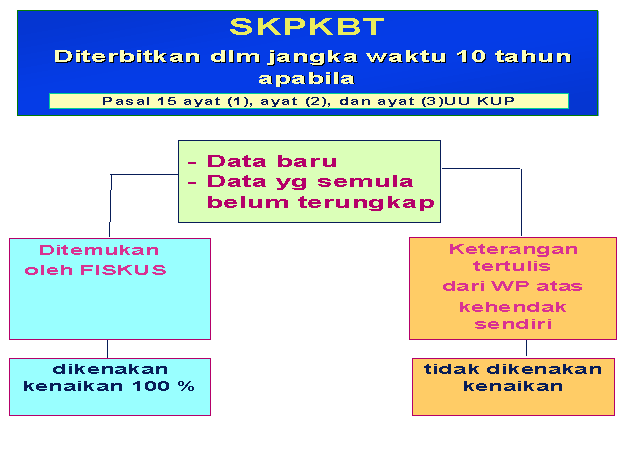 SKPKBT
Diterbitkan dlm jangka waktu 10 tahun
apabila
Pasal 15 ayat (1), ayat (2), dan ayat (3)UU KUP
- Data baru
- Data yg semula
belum terungkap
Ditemukan
oleh FISKUS
Keterangan
tertulis
dari WP atas
kehendak
sendiri
dikenakan
kenaikan 100 %
tidak dikenakan
kenaikan